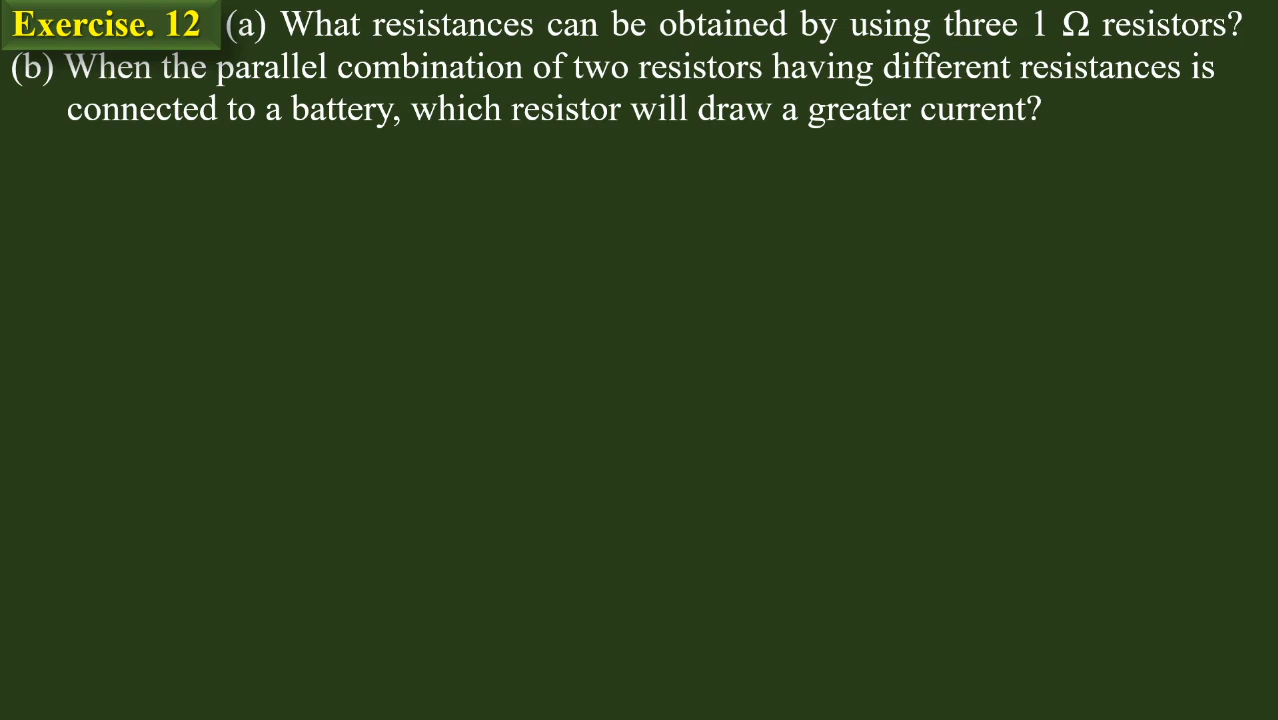 Exercise. 12 (a) What resistances can be obtained by using three 1 Ω resistors?
(b) When the parallel combination of two resistors having different resistances is
connected to a battery, which resistor will draw a greater current?